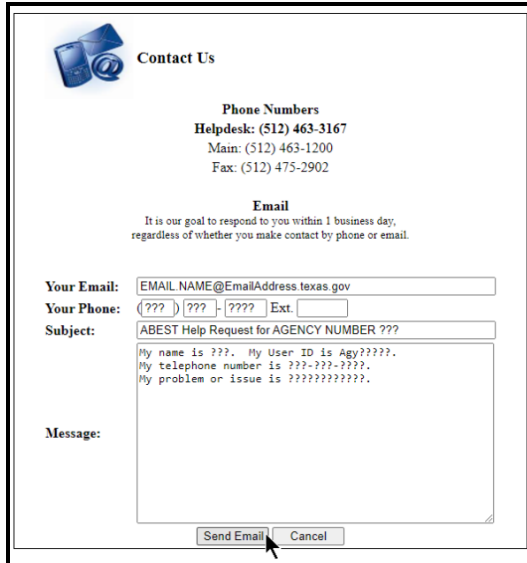 Contact Us
Phone Numbers
Helpdesk: (512) 463-3167
Main: (512) 463-1200
Fax: (512) 475-2902
Email
It is our goal to respond to you within 1 business day,
regardless of whether you make contact by phone or email.
Your Email: EMAIL.NAME@EmailAddress.texas.gov
Your Phone: (???) ??? - ???? Ext.
Subject: ABEST Help Request for AGENCY NUMBER ???
My name is ???.  My User ID is Agy?????.
My telephone number is ???-???-????.
My problem or issue is ????????????.
Message:
Send Email Cancel